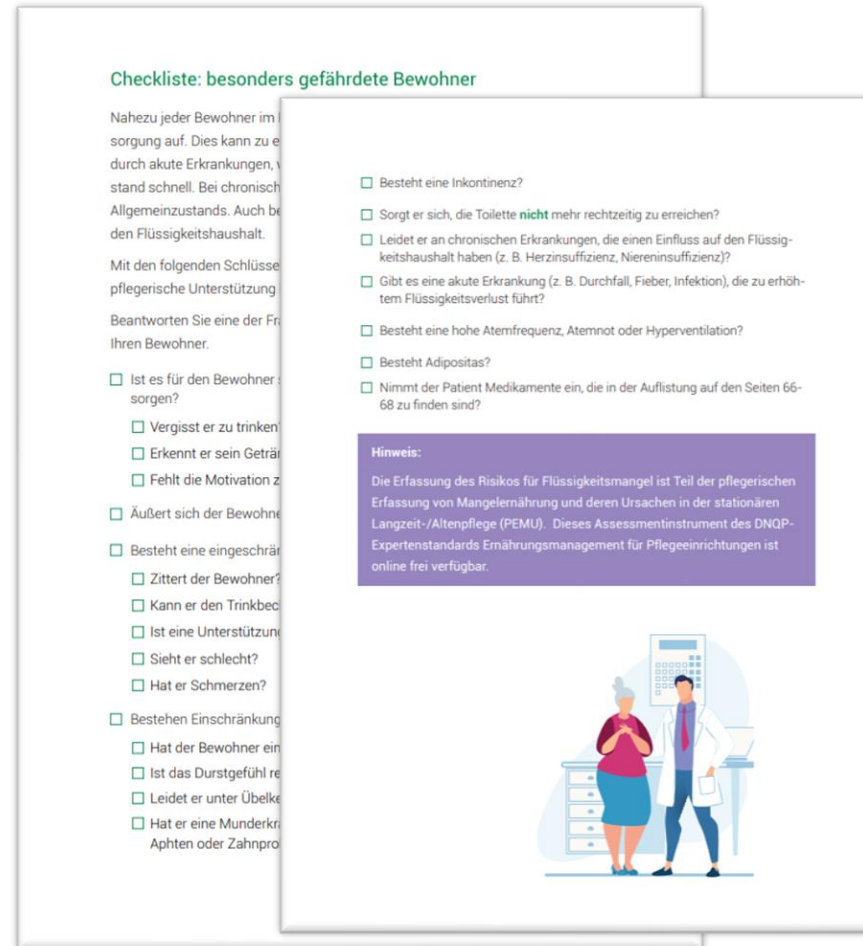 Checkliste: besonders gefährdete Bewohner
Nahezu jeder Bewohner im
sorgung auf. Dies kann zu e
durch akute Erkrankungen,
stand schnell. Bei chronisch
Allgemeinzustands. Auch be
den Flüssigkeitshaushalt.
Mit den folgenden Schlüsse
pflegerische Unterstützung
Beantworten Sie eine der Fra
Ihren Bewohner.
Ist es für den Bewohner
sorgen?
Vergisst er zu trinken
Erkennt er sein Geträ
Fehlt die Motivation z
Äußert sich der Bewohne
Besteht eine eingeschrän
Zittert der Bewohner?
Kann er den Trinkbec
Ist eine Unterstützun
Sieht er schlecht?
Hat er Schmerzen?
Bestehen Einschränkung
Hat der Bewohner ein
Ist das Durstgefühl re
Leidet er unter Übelke
Hat er eine Munderkra
Aphten oder Zahnpro
Besteht eine Inkontinenz?
Sorgt er sich, die Toilette nicht mehr rechtzeitig zu erreichen?
Leidet er an chronischen Erkrankungen, die einen Einfluss auf den Flüssig-
keitshaushalt haben (z. B. Herzinsuffizienz, Niereninsuffizienz)?
Gibt es eine akute Erkrankung (z. B. Durchfall, Fieber, Infektion), die zu erhöh-
tem Flüssigkeitsverlust führt?
Besteht eine hohe Atemfrequenz, Atemnot oder Hyperventilation?
Besteht Adipositas?
Nimmt der Patient Medikamente ein, die in der Auflistung auf den Seiten 66-
68 zu finden sind?
Hinweis:
Die Erfassung des Risikos für Flüssigkeitsmangel ist Teil der pflegerischen
Erfassung von Mangelernährung und deren Ursachen in der stationären
Langzeit-/Altenpflege (PEMU). Dieses Assessmentinstrument des DNQP-
Expertenstandards Ernährungsmanagement für Pflegeeinrichtungen ist
online frei verfügbar.